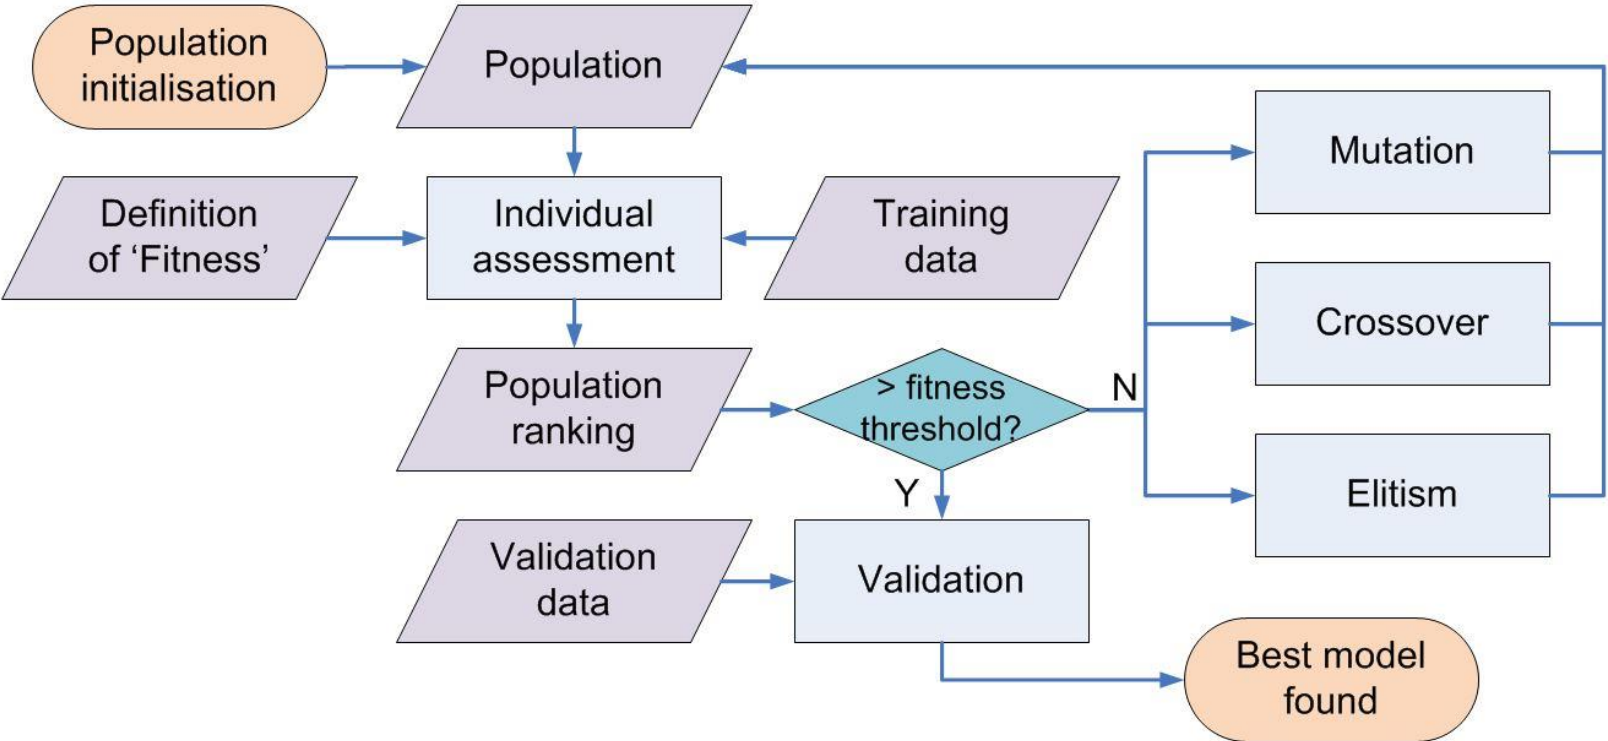 Population
initialisation
Population
Mutation
Definition
of ‘Fitness’
Individual
assessment
Training
data
Crossover
Population
ranking
> fitness
threshold?
N
Y
Elitism
Validation
data
Validation
Best model
found